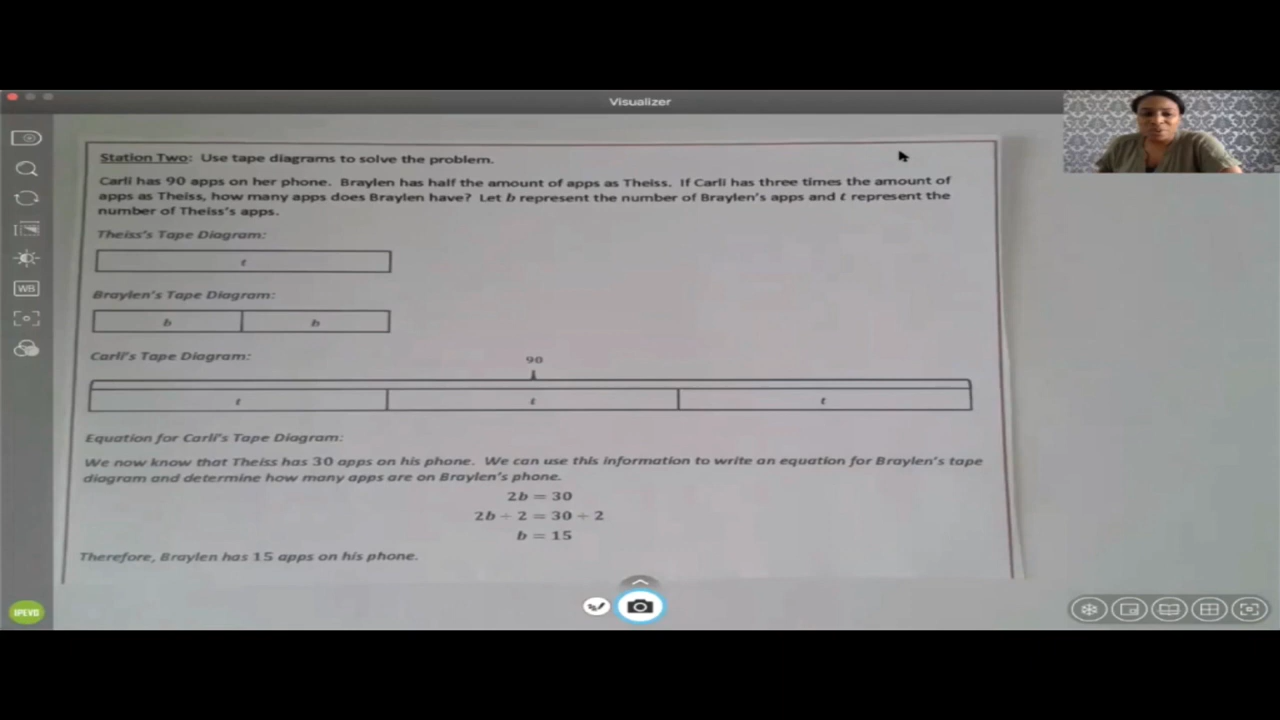 Visualizer
Station Two: Use tape diagrams to solve the problem.
Carli has 90 apps on her phone. Braylen has half the amount of apps as Theiss. If Carli has three times the amount of
apps as Theiss, how many apps does Braylen have? Let b represent the number of Braylen's apps and t represent the
number of Theiss's apps.
Theiss's Tape Diagram:
t
Braylen's Tape Diagram:
b b
Carli's Tape Diagram:
90
t t t
Equation for Carli's Tape Diagram:
We now know that Theiss has 30 apps on his phone. We can use this information to write an equation for Braylen's tape
diagram and determine how many apps are on Braylen's phone.
2b = 30
2b ÷ 2 = 30 ÷ 2
b = 15
Therefore, Braylen has 15 apps on his phone.
WB
IPEVO